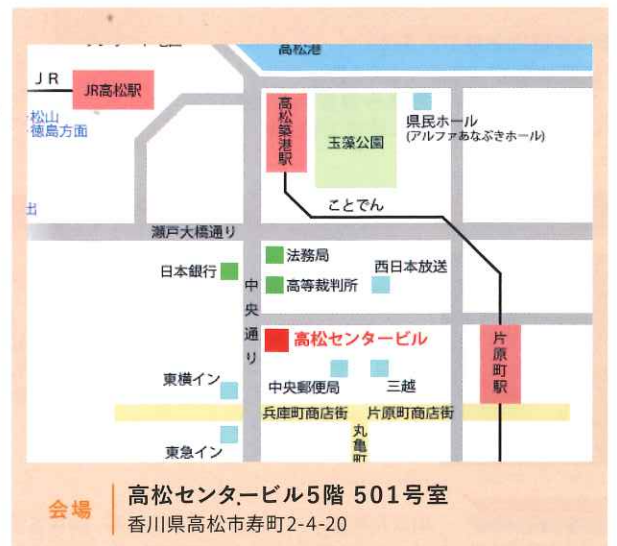 高松港
JR
JR高松駅
松山
徳島方面
高松築港駅
玉藻公園
県民ホール
(アルファあなぶきホール)
出
ことでん
瀬戸大橋通り
法務局
西日本放送
日本銀行
高等裁判所
中央通り
高松センタービル
片原町駅
東横イン
中央郵便局
三越
兵庫町商店街
片原町商店街
丸亀町
東急イン
会場
高松センタービル5階 501号室
香川県高松市寿町2-4-20